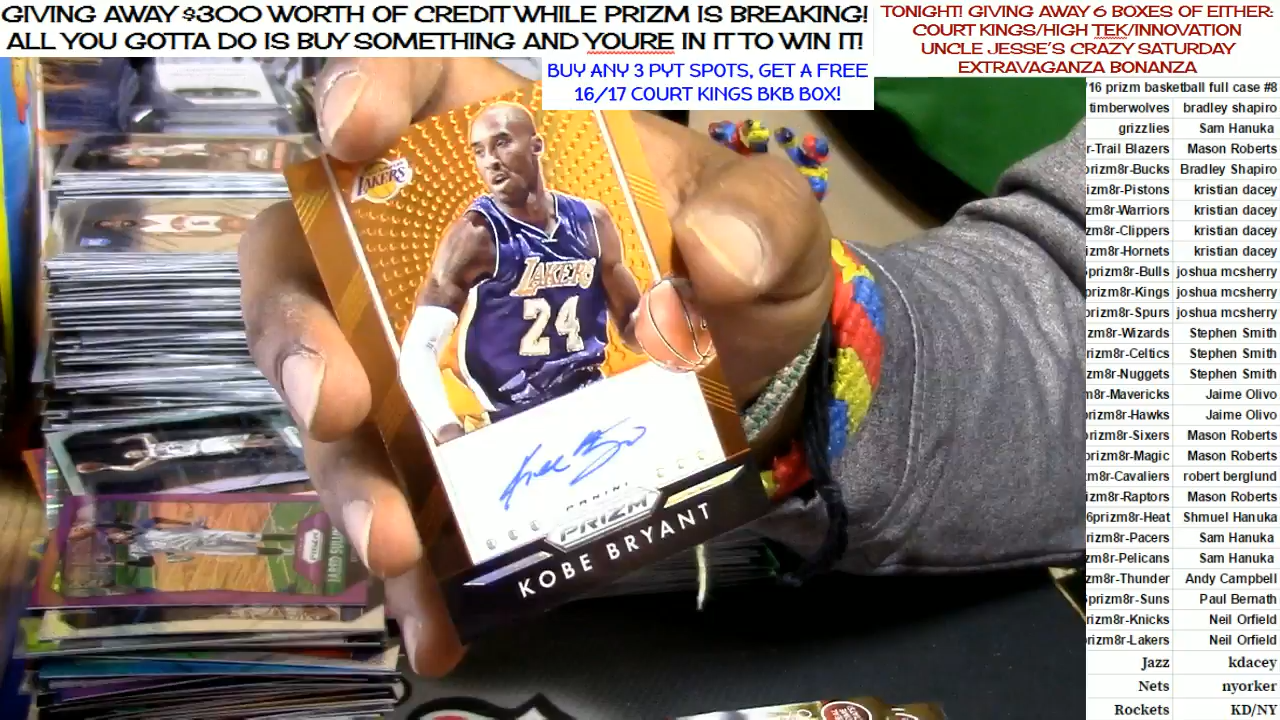 GIVING AWAY $300 WORTH OF CREDIT WHILE PRIZM IS BREAKING!
ALL YOU GOTTA DO IS BUY SOMETHING AND YOURE IN IT TO WIN IT!
BUY ANY 3 PYT SPOTS, GET A FREE
16/17 COURT KINGS BKB BOX!
TONIGHT! GIVING AWAY 6 BOXES OF EITHER:
COURT KINGS/HIGH TEK/INNOVATION
UNCLE JESSE'S CRAZY SATURDAY
EXTRAVAGANZA BONANZA
/16 prizm basketball full case #8
timberwolves bradley shapiro
grizzlies Sam Hanuka
r-Trail Blazers Mason Roberts
prizm8r-Bucks Bradley Shapiro
izm8r-Pistons kristian dacey
zm8r-Warriors kristian dacey
zm8r-Clippers kristian dacey
zm8r-Hornets kristian dacey
prizm8r-Bulls joshua mcsherry
prizm8r-Kings joshua mcsherry
prizm8r-Spurs joshua mcsherry
zm8r-Wizards Stephen Smith
zm8r-Celtics Stephen Smith
zm8r-Nuggets Stephen Smith
m8r-Mavericks Jaime Olivo
rizm8r-Hawks Jaime Olivo
rizm8r-Sixers Mason Roberts
rizm8r-Magic Mason Roberts
m8r-Cavaliers robert berglund
izm8r-Raptors Mason Roberts
6prizm8r-Heat Shmuel Hanuka
zm8r-Pacers Sam Hanuka
zm8r-Pelicans Sam Hanuka
zm8r-Thunder Andy Campbell
prizm8r-Suns Paul Bernath
rizm8r-Knicks Neil Orfield
rizm8r-Lakers Neil Orfield
Jazz kdacey
Nets nyorker
Rockets KD/NY
LAKERS
LAKERS
24
PANINI
PRIZM
KOBE BRYANT
PRIZM